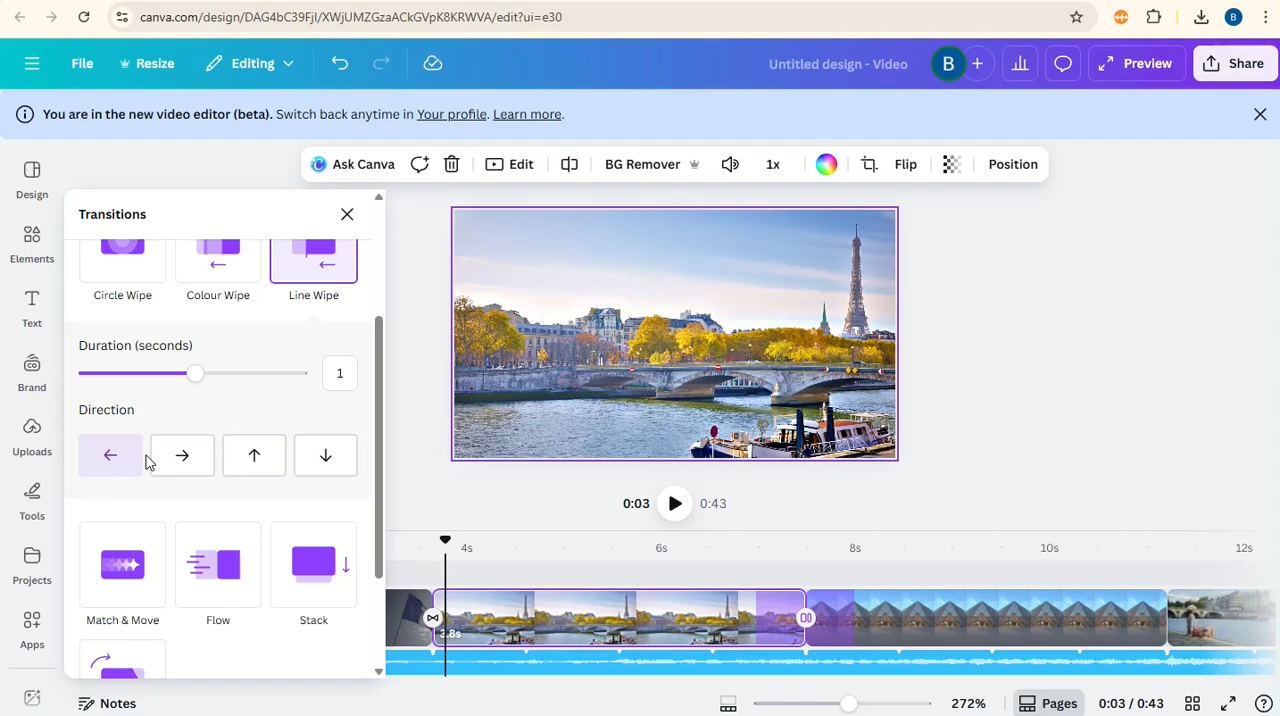 canva.com/design/DAG4bC39FjI/XWjUMZGzaACkGVpK8KRWVA/edit?ui=e30
B
File
Resize
Editing
Untitled design - Video
B
Preview
Share
You are in the new video editor (beta). Switch back anytime in Your profile. Learn more.
Ask Canva
Edit
BG Remover
1x
Flip
Position
Design
Elements
Text
Brand
Uploads
Tools
Projects
Apps
Transitions
Circle Wipe
Colour Wipe
Line Wipe
Duration (seconds)
1
Direction
Match & Move
Flow
Stack
0:03
0:43
4s
6s
8s
10s
12s
3.8s
Notes
272%
Pages
0:03 / 0:43